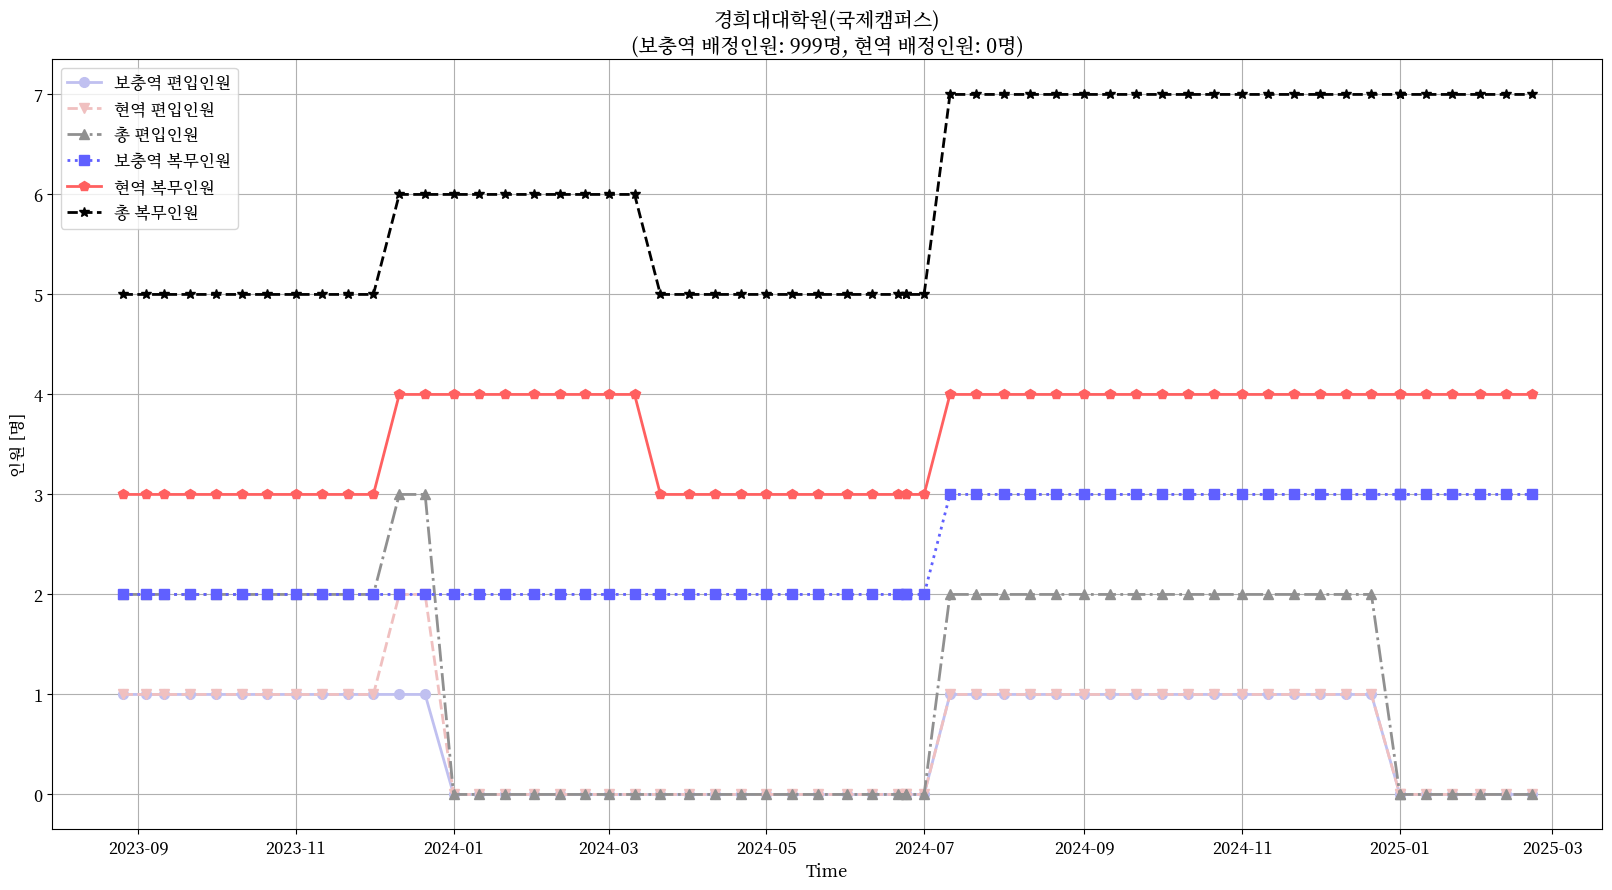 경희대대학원(국제캠퍼스)
(보충역 배정인원: 999명, 현역 배정인원: 0명)
보충역 편입인원
현역 편입인원
총 편입인원
보충역 복무인원
현역 복무인원
총 복무인원
7
6
5
4
3
2
1
0
인원 [명]
2023-09 2023-11 2024-01 2024-03 2024-05 2024-07 2024-09 2024-11 2025-01 2025-03
Time